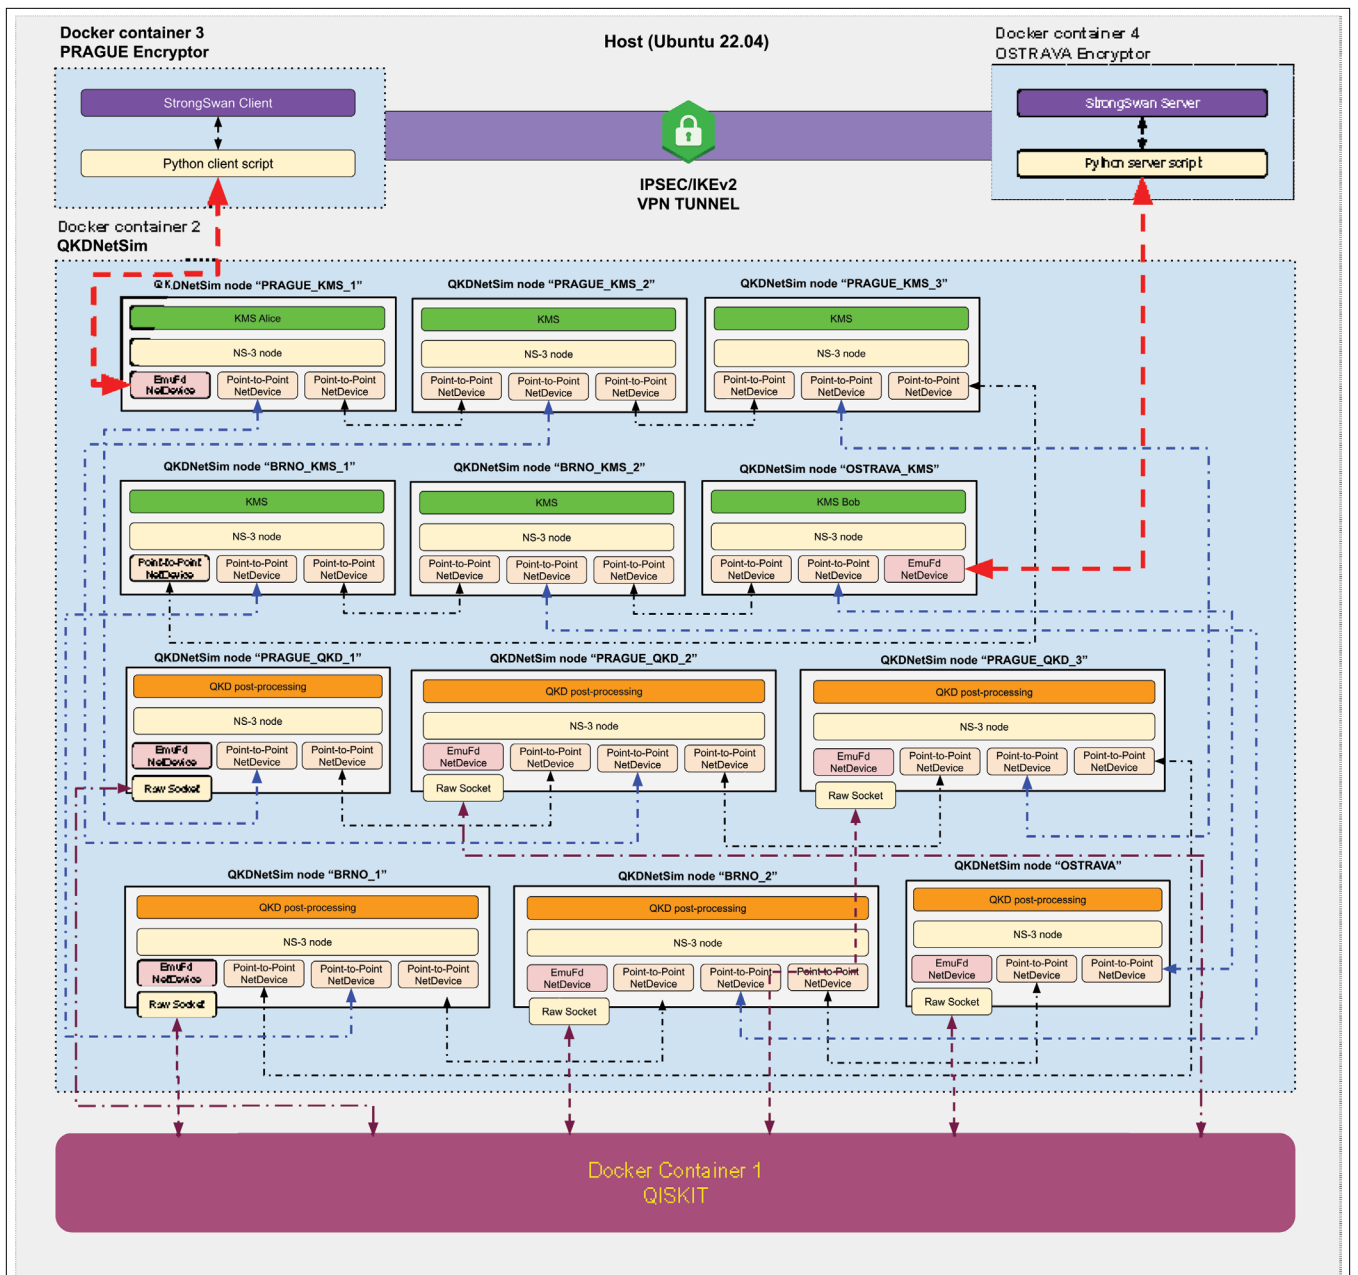 Docker container 3
PRAGUE Encryptor
Host (Ubuntu 22.04)
Docker container 4
OSTRAVA Encryptor
StrongSwan Client
Python client script
StrongSwan Server
Python server script
IPSEC/IKEv2
VPN TUNNEL
Docker container 2
QKDNetSim
QKDNetSim node “PRAGUE_KMS_1”
KMS Alice
NS-3 node
EmuFd
NetDevice
Point-to-Point
NetDevice
Point-to-Point
NetDevice
QKDNetSim node “PRAGUE_KMS_2”
KMS
NS-3 node
Point-to-Point
NetDevice
Point-to-Point
NetDevice
Point-to-Point
NetDevice
QKDNetSim node “PRAGUE_KMS_3”
KMS
NS-3 node
Point-to-Point
NetDevice
Point-to-Point
NetDevice
Point-to-Point
NetDevice
QKDNetSim node “BRNO_KMS_1”
KMS
NS-3 node
Point-to-Point
NetDevice
Point-to-Point
NetDevice
Point-to-Point
NetDevice
QKDNetSim node “BRNO_KMS_2”
KMS
NS-3 node
Point-to-Point
NetDevice
Point-to-Point
NetDevice
Point-to-Point
NetDevice
QKDNetSim node “OSTRAVA_KMS”
KMS Bob
NS-3 node
Point-to-Point
NetDevice
Point-to-Point
NetDevice
EmuFd
NetDevice
QKDNetSim node “PRAGUE_QKD_1”
QKD post-processing
NS-3 node
EmuFd
NetDevice
Point-to-Point
NetDevice
Point-to-Point
NetDevice
Raw Socket
QKDNetSim node “PRAGUE_QKD_2”
QKD post-processing
NS-3 node
EmuFd
NetDevice
Point-to-Point
NetDevice
Point-to-Point
NetDevice
Point-to-Point
NetDevice
Raw Socket
QKDNetSim node “PRAGUE_QKD_3”
QKD post-processing
NS-3 node
EmuFd
NetDevice
Point-to-Point
NetDevice
Point-to-Point
NetDevice
Point-to-Point
NetDevice
Raw Socket
QKDNetSim node “BRNO_1”
QKD post-processing
NS-3 node
EmuFd
NetDevice
Point-to-Point
NetDevice
Point-to-Point
NetDevice
Point-to-Point
NetDevice
Raw Socket
QKDNetSim node “BRNO_2”
QKD post-processing
NS-3 node
EmuFd
NetDevice
Point-to-Point
NetDevice
Point-to-Point
NetDevice
Point-to-Point
NetDevice
Raw Socket
QKDNetSim node “OSTRAVA”
QKD post-processing
NS-3 node
EmuFd
NetDevice
Point-to-Point
NetDevice
Point-to-Point
NetDevice
Raw Socket
Docker Container 1
QISKIT